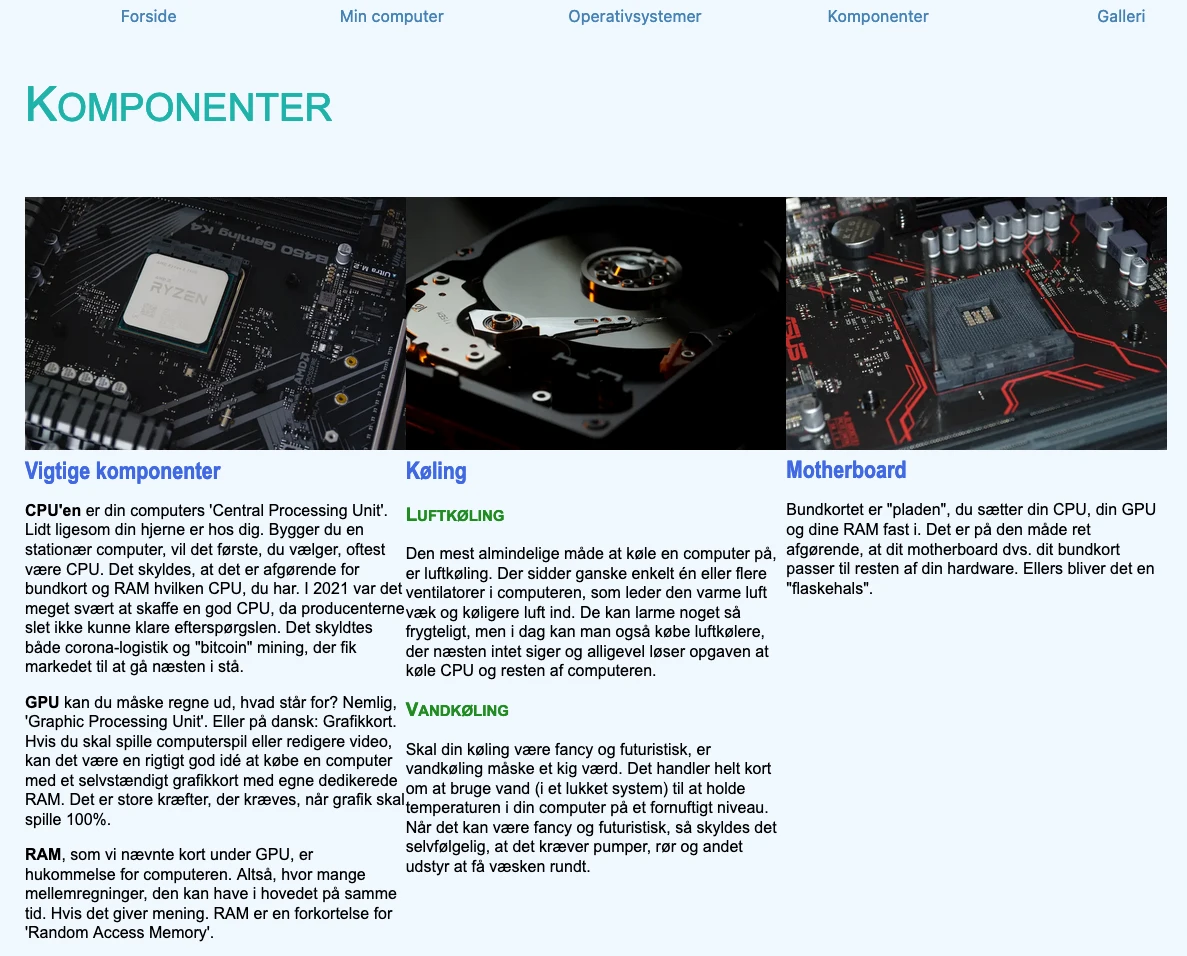 Forside Min computer Operativsystemer Komponenter Galleri
KOMPONENTER
B450 Gaming K4
Ultra M.2
RYZEN
AMD
Vigtige komponenter
CPU'en er din computers 'Central Processing Unit'.
Lidt ligesom din hjerne er hos dig. Bygger du en
stationær computer, vil det første, du vælger, oftest
være CPU. Det skyldes, at det er afgørende for
bundkort og RAM hvilken CPU, du har. I 2021 var det
meget svært at skaffe en god CPU, da producenterne
slet ikke kunne klare efterspørgslen. Det skyldtes
både corona-logistik og "bitcoin" mining, der fik
markedet til at gå næsten i stå.
GPU kan du måske regne ud, hvad står for? Nemlig,
'Graphic Processing Unit'. Eller på dansk: Grafikkort.
Hvis du skal spille computerspil eller redigere video,
kan det være en rigtigt god idé at købe en computer
med et selvstændigt grafikkort med egne dedikerede
RAM. Det er store kræfter, der kræves, når grafik skal
spille 100%.
RAM, som vi nævnte kort under GPU, er
hukommelse for computeren. Altså, hvor mange
mellemregninger, den kan have i hovedet på samme
tid. Hvis det giver mening. RAM er en forkortelse for
'Random Access Memory'.
Køling
LUFTKØLING
Den mest almindelige måde at køle en computer på,
er luftkøling. Der sidder ganske enkelt én eller flere
ventilatorer i computeren, som leder den varme luft
væk og køligere luft ind. De kan larme noget så
frygteligt, men i dag kan man også købe luftkølere,
der næsten intet siger og alligevel løser opgaven at
køle CPU og resten af computeren.
VANDKØLING
Skal din køling være fancy og futuristisk, er
vandkøling måske et kig værd. Det handler helt kort
om at bruge vand (i et lukket system) til at holde
temperaturen i din computer på et fornuftigt niveau.
Når det kan være fancy og futuristisk, så skyldes det
selvfølgelig, at det kræver pumper, rør og andet
udstyr at få væsken rundt.
Motherboard
Bundkortet er "pladen", du sætter din CPU, din GPU
og dine RAM fast i. Det er på den måde ret
afgørende, at dit motherboard dvs. dit bundkort
passer til resten af din hardware. Ellers bliver det en
"flaskehals".